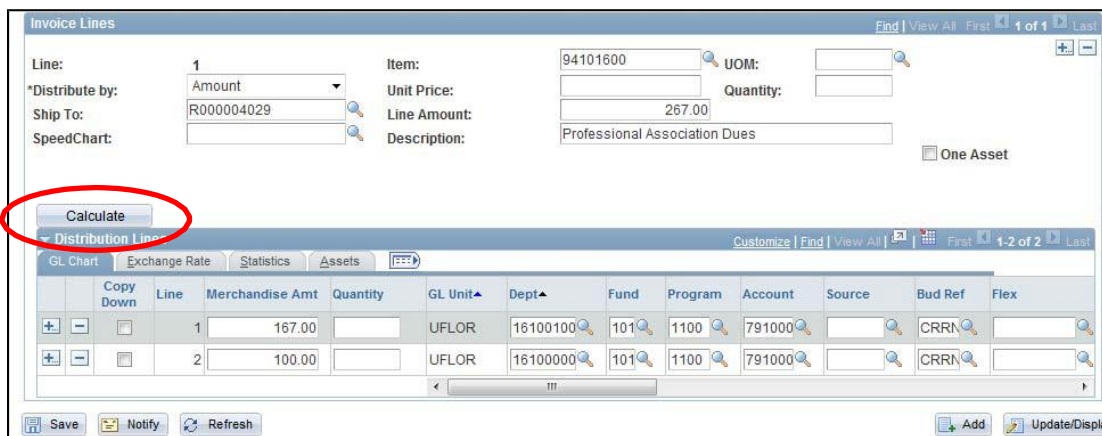 Invoice Lines Find | View All First 1 of 1 Last
Line: 1 Item: 94101600 UOM:
*Distribute by: Amount Unit Price: Quantity:
Ship To: R000004029 Line Amount: 267.00
SpeedChart: Description: Professional Association Dues
One Asset
Calculate
Distribution Lines Customize | Find | View All | First 1-2 of 2 Last
GL Chart Exchange Rate Statistics Assets
Copy Down Line Merchandise Amt Quantity GL Unit Dept Fund Program Account Source Bud Ref Flex
1 167.00 UFLOR 16100100 101 1100 791000 CRRN
2 100.00 UFLOR 16100000 101 1100 791000 CRRN
Save Notify Refresh Add Update/Displ